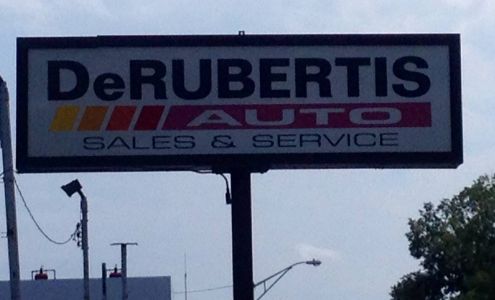 DeRUBERTIS
AUTO
SALES & SERVICE